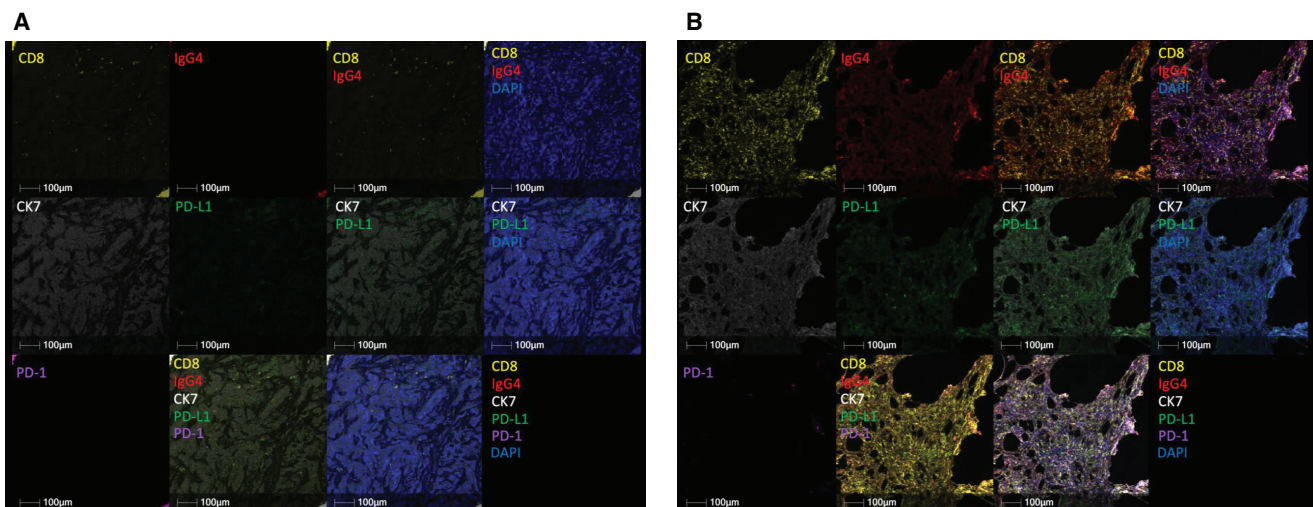 A
CD8
IgG4
CD8
IgG4
CD8
IgG4
DAPI
100μm
100μm
100μm
100μm
CK7
PD-L1
CK7
PD-L1
CK7
PD-L1
DAPI
100μm
100μm
100μm
100μm
PD-1
CD8
IgG4
CK7
PD-L1
PD-1
CD8
IgG4
CK7
PD-L1
PD-1
DAPI
100μm
100μm
100μm
B
CD8
IgG4
CD8
IgG4
CD8
IgG4
DAPI
100μm
100μm
100μm
100μm
CK7
PD-L1
CK7
PD-L1
CK7
PD-L1
DAPI
100μm
100μm
100μm
100μm
PD-1
CD8
IgG4
CK7
PD-L1
PD-1
CD8
IgG4
CK7
PD-L1
PD-1
DAPI
100μm
100μm
100μm